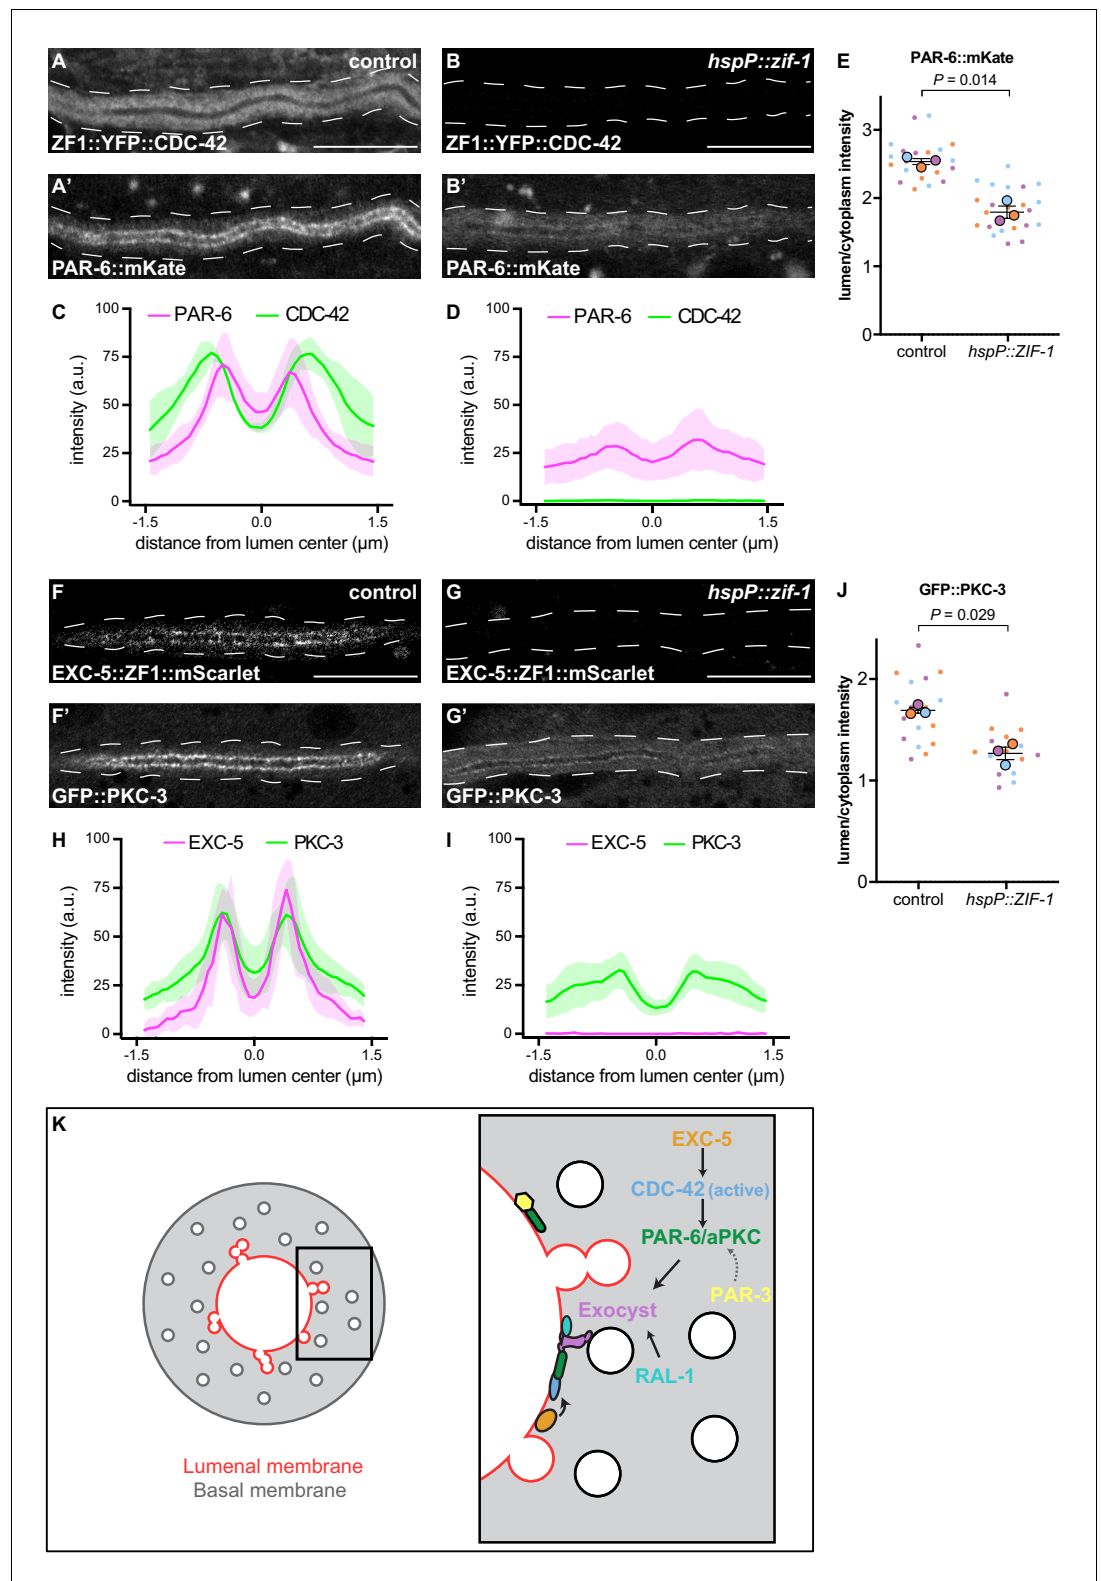 A control
ZF1::YFP::CDC-42
B hspP::zif-1
ZF1::YFP::CDC-42
A'
PAR-6::mKate
B'
PAR-6::mKate
E PAR-6::mKate
P = 0.014
lumen/cytoplasm intensity
3
2
1
0
control hspP::ZIF-1
C PAR-6 CDC-42
intensity (a.u.)
100
75
50
25
0
-1.5 0.0 1.5
distance from lumen center (µm)
D PAR-6 CDC-42
intensity (a.u.)
100
75
50
25
0
-1.5 0.0 1.5
distance from lumen center (µm)
F control
EXC-5::ZF1::mScarlet
G hspP::zif-1
EXC-5::ZF1::mScarlet
F'
GFP::PKC-3
G'
GFP::PKC-3
J GFP::PKC-3
P = 0.029
lumen/cytoplasm intensity
2
1
0
control hspP::ZIF-1
H EXC-5 PKC-3
intensity (a.u.)
100
75
50
25
0
-1.5 0.0 1.5
distance from lumen center (µm)
I EXC-5 PKC-3
intensity (a.u.)
100
75
50
25
0
-1.5 0.0 1.5
distance from lumen center (µm)
K
Lumenal membrane
Basal membrane
EXC-5
CDC-42 (active)
PAR-6/aPKC
PAR-3
Exocyst
RAL-1